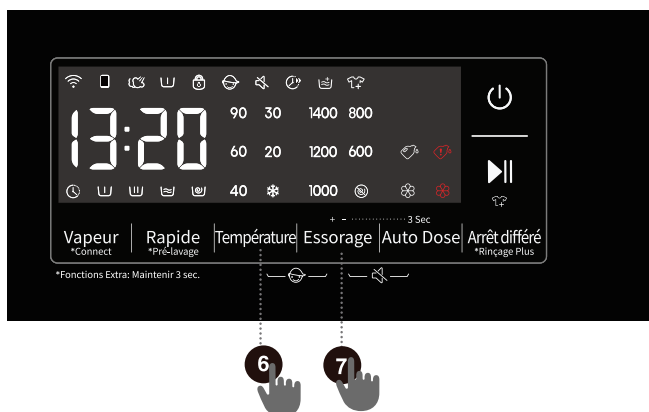 13:20
90 30 1400 800
60 20 1200 600
40 1000
+ - 3 Sec
Vapeur Rapide Température Essorage Auto Dose Arrêt différé
*Connect *Pré-lavage *Rinçage Plus
*Fonctions Extra: Maintenir 3 sec.
6 7